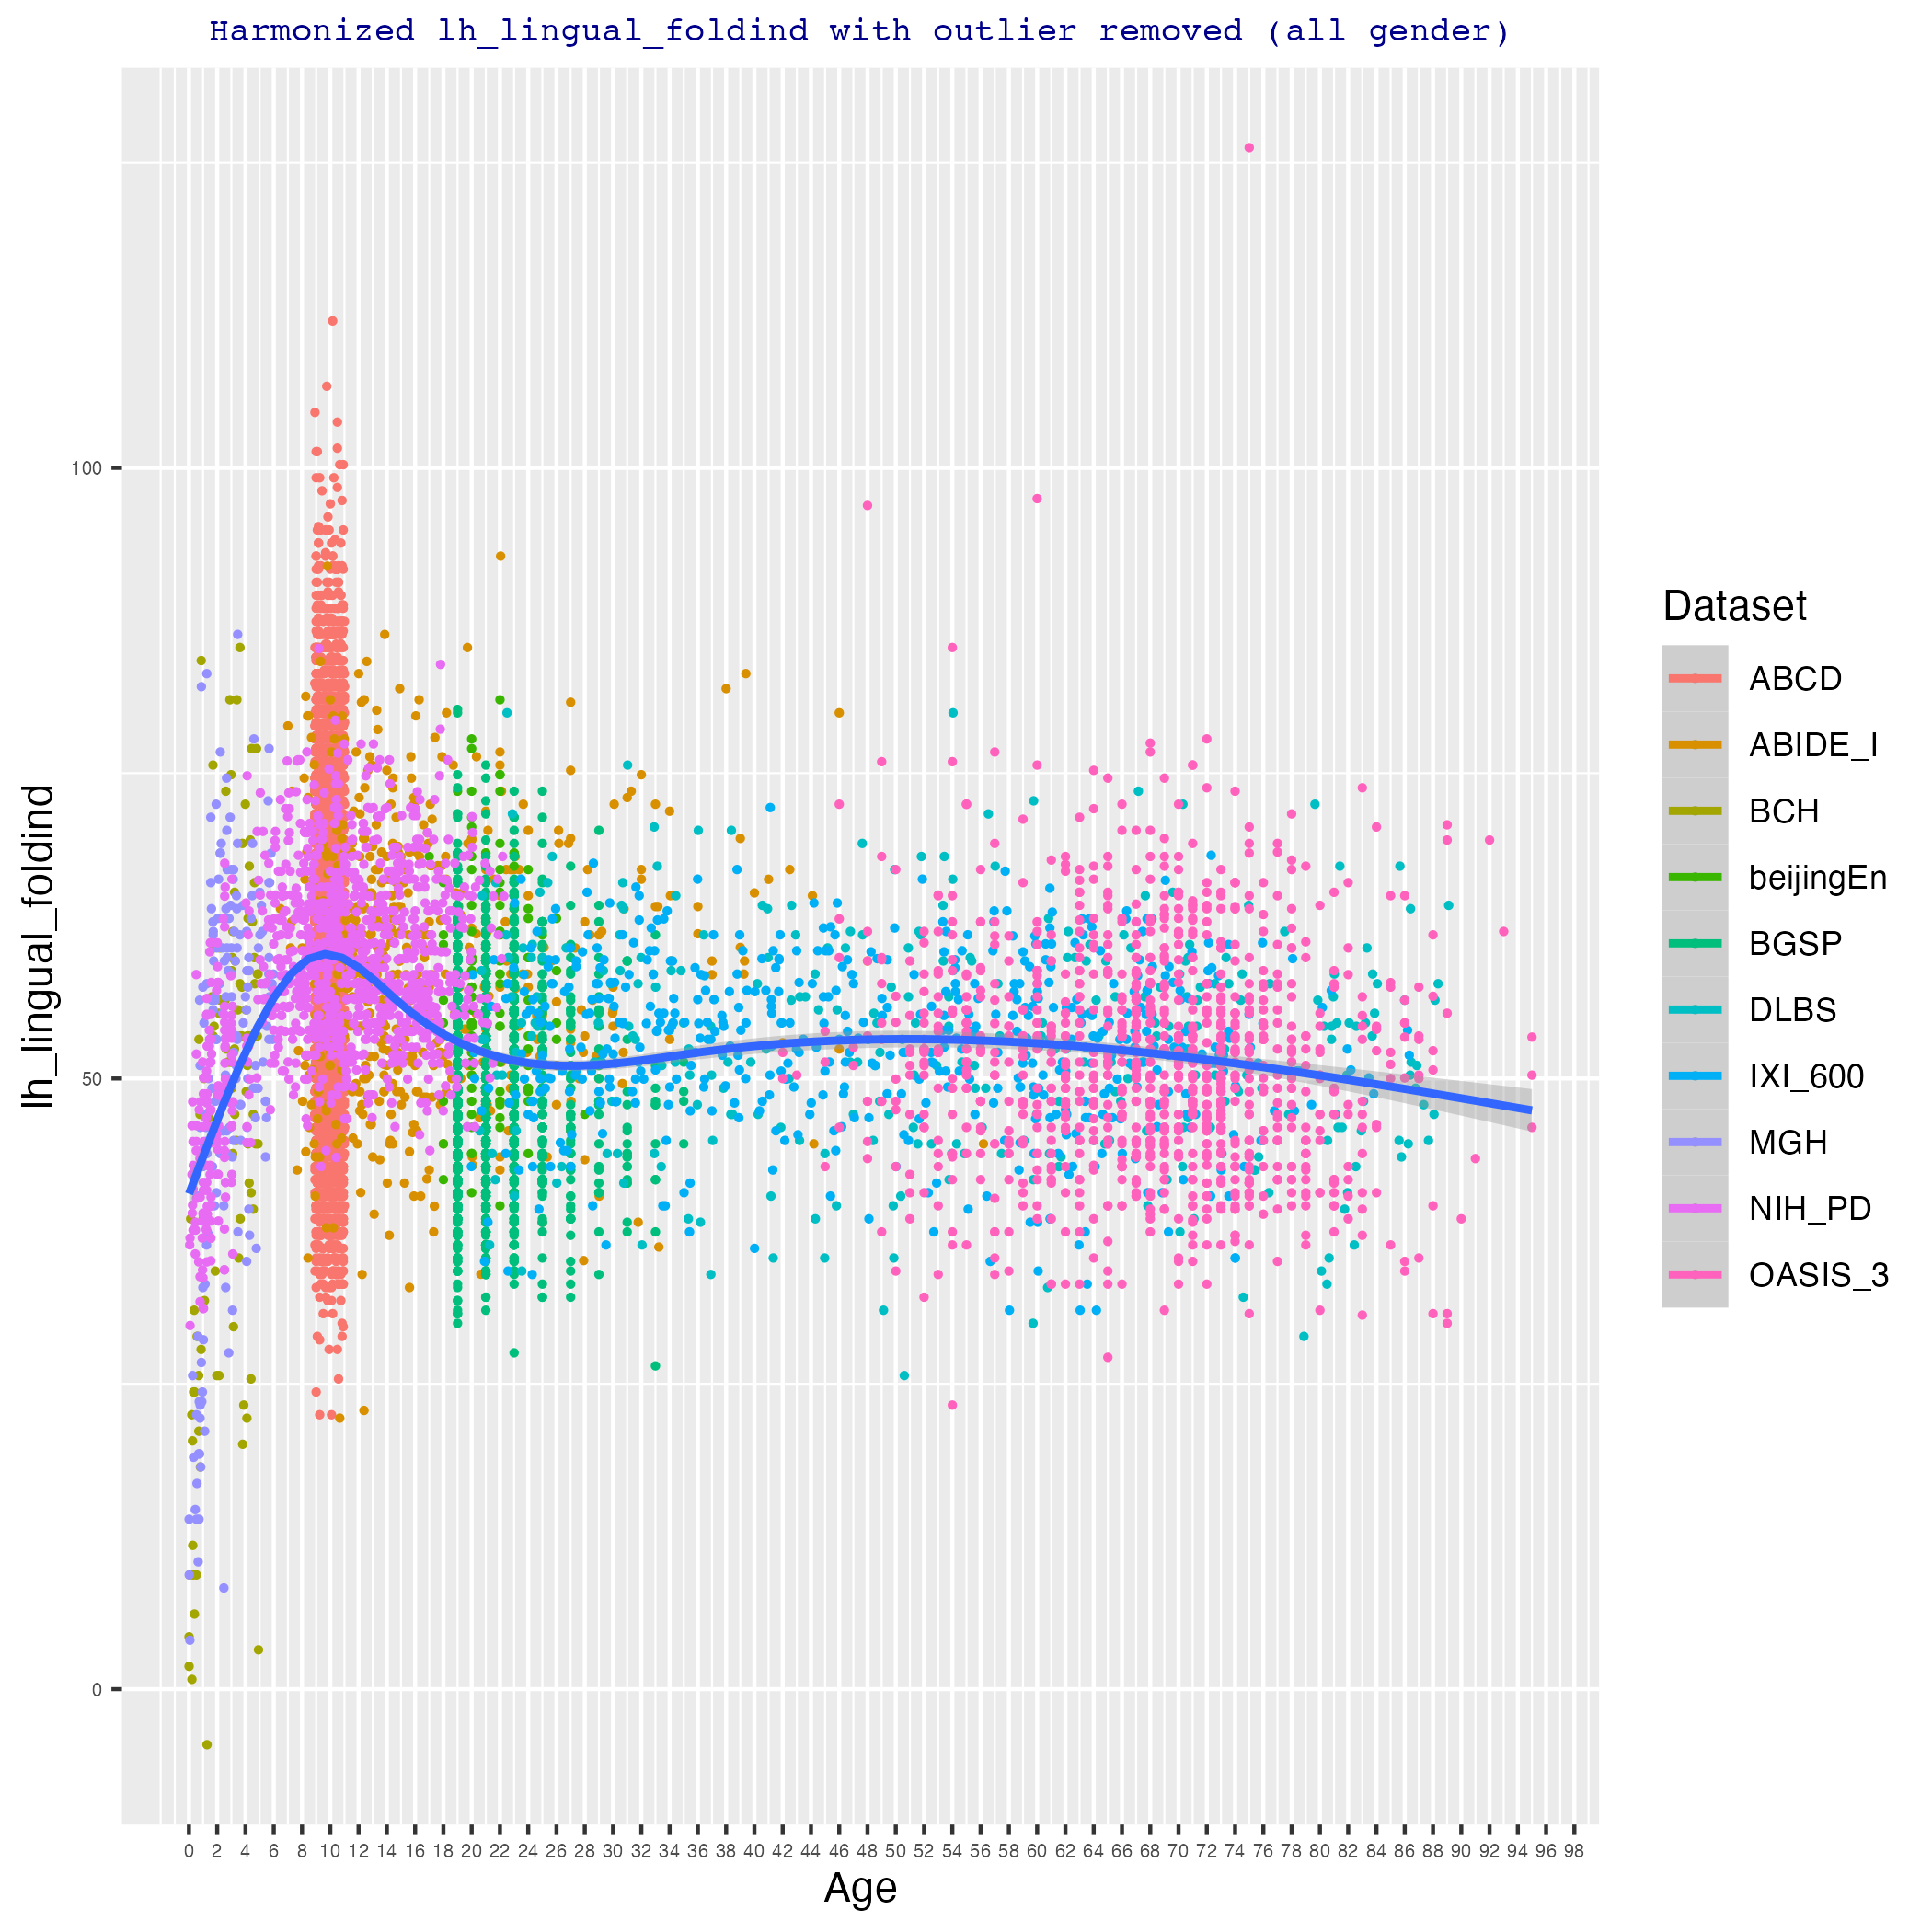 Harmonized lh_lingual_foldind with outlier removed (all gender)
lh_lingual_foldind
100
50
0
0 2 4 6 8 10 12 14 16 18 20 22 24 26 28 30 32 34 36 38 40 42 44 46 48 50 52 54 56 58 60 62 64 66 68 70 72 74 76 78 80 82 84 86 88 90 92 94 96 98
Age
Dataset
ABCD
ABIDE_I
BCH
beijingEn
BGSP
DLBS
IXI_600
MGH
NIH_PD
OASIS_3